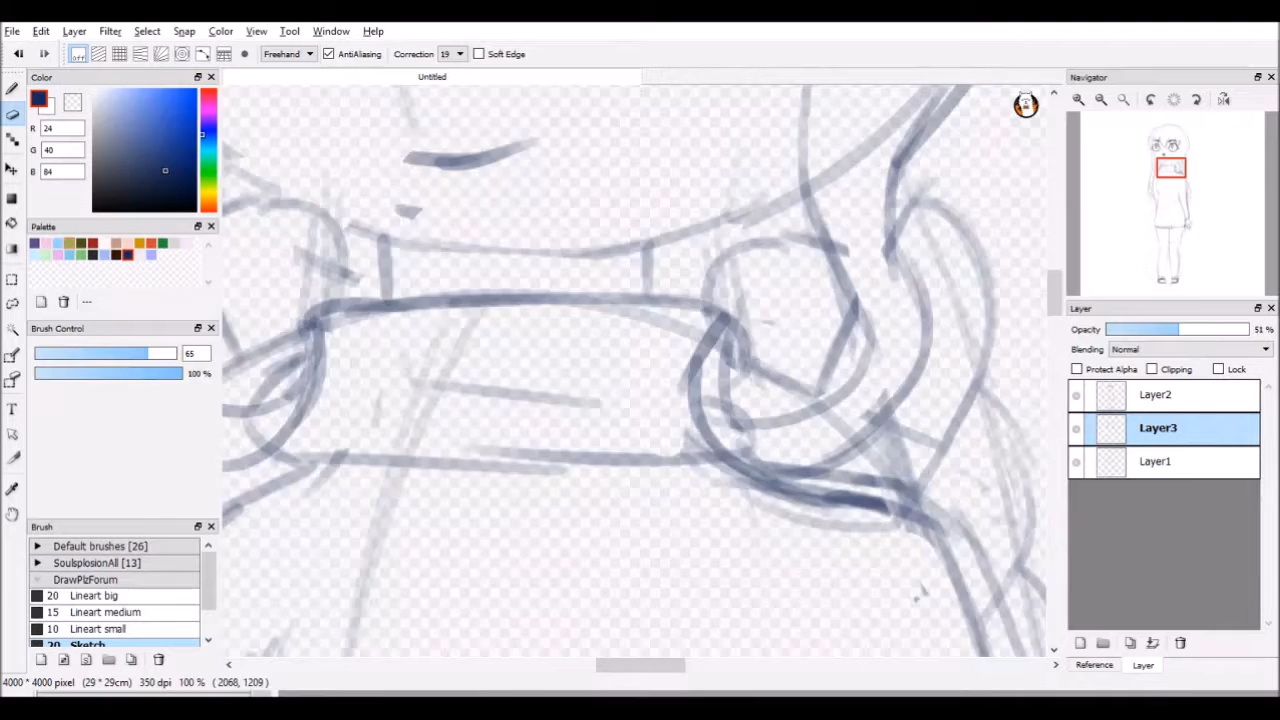 File Edit Layer Filter Select Snap Color View Tool Window Help
off Freehand AntiAliasing Correction 19 Soft Edge
Color
Untitled
Navigator
R 24
G 40
B 84
Palette
Brush Control
65
100 %
Layer
Opacity 51 %
Blending Normal
Protect Alpha Clipping Lock
Layer2
Layer3
Layer1
Brush
Default brushes [26]
SoulsplosionAll [13]
DrawPlzForum
20 Lineart big
15 Lineart medium
10 Lineart small
20 Sketch
Reference Layer
4000 * 4000 pixel (29 * 29cm) 350 dpi 100 % ( 2068, 1209 )